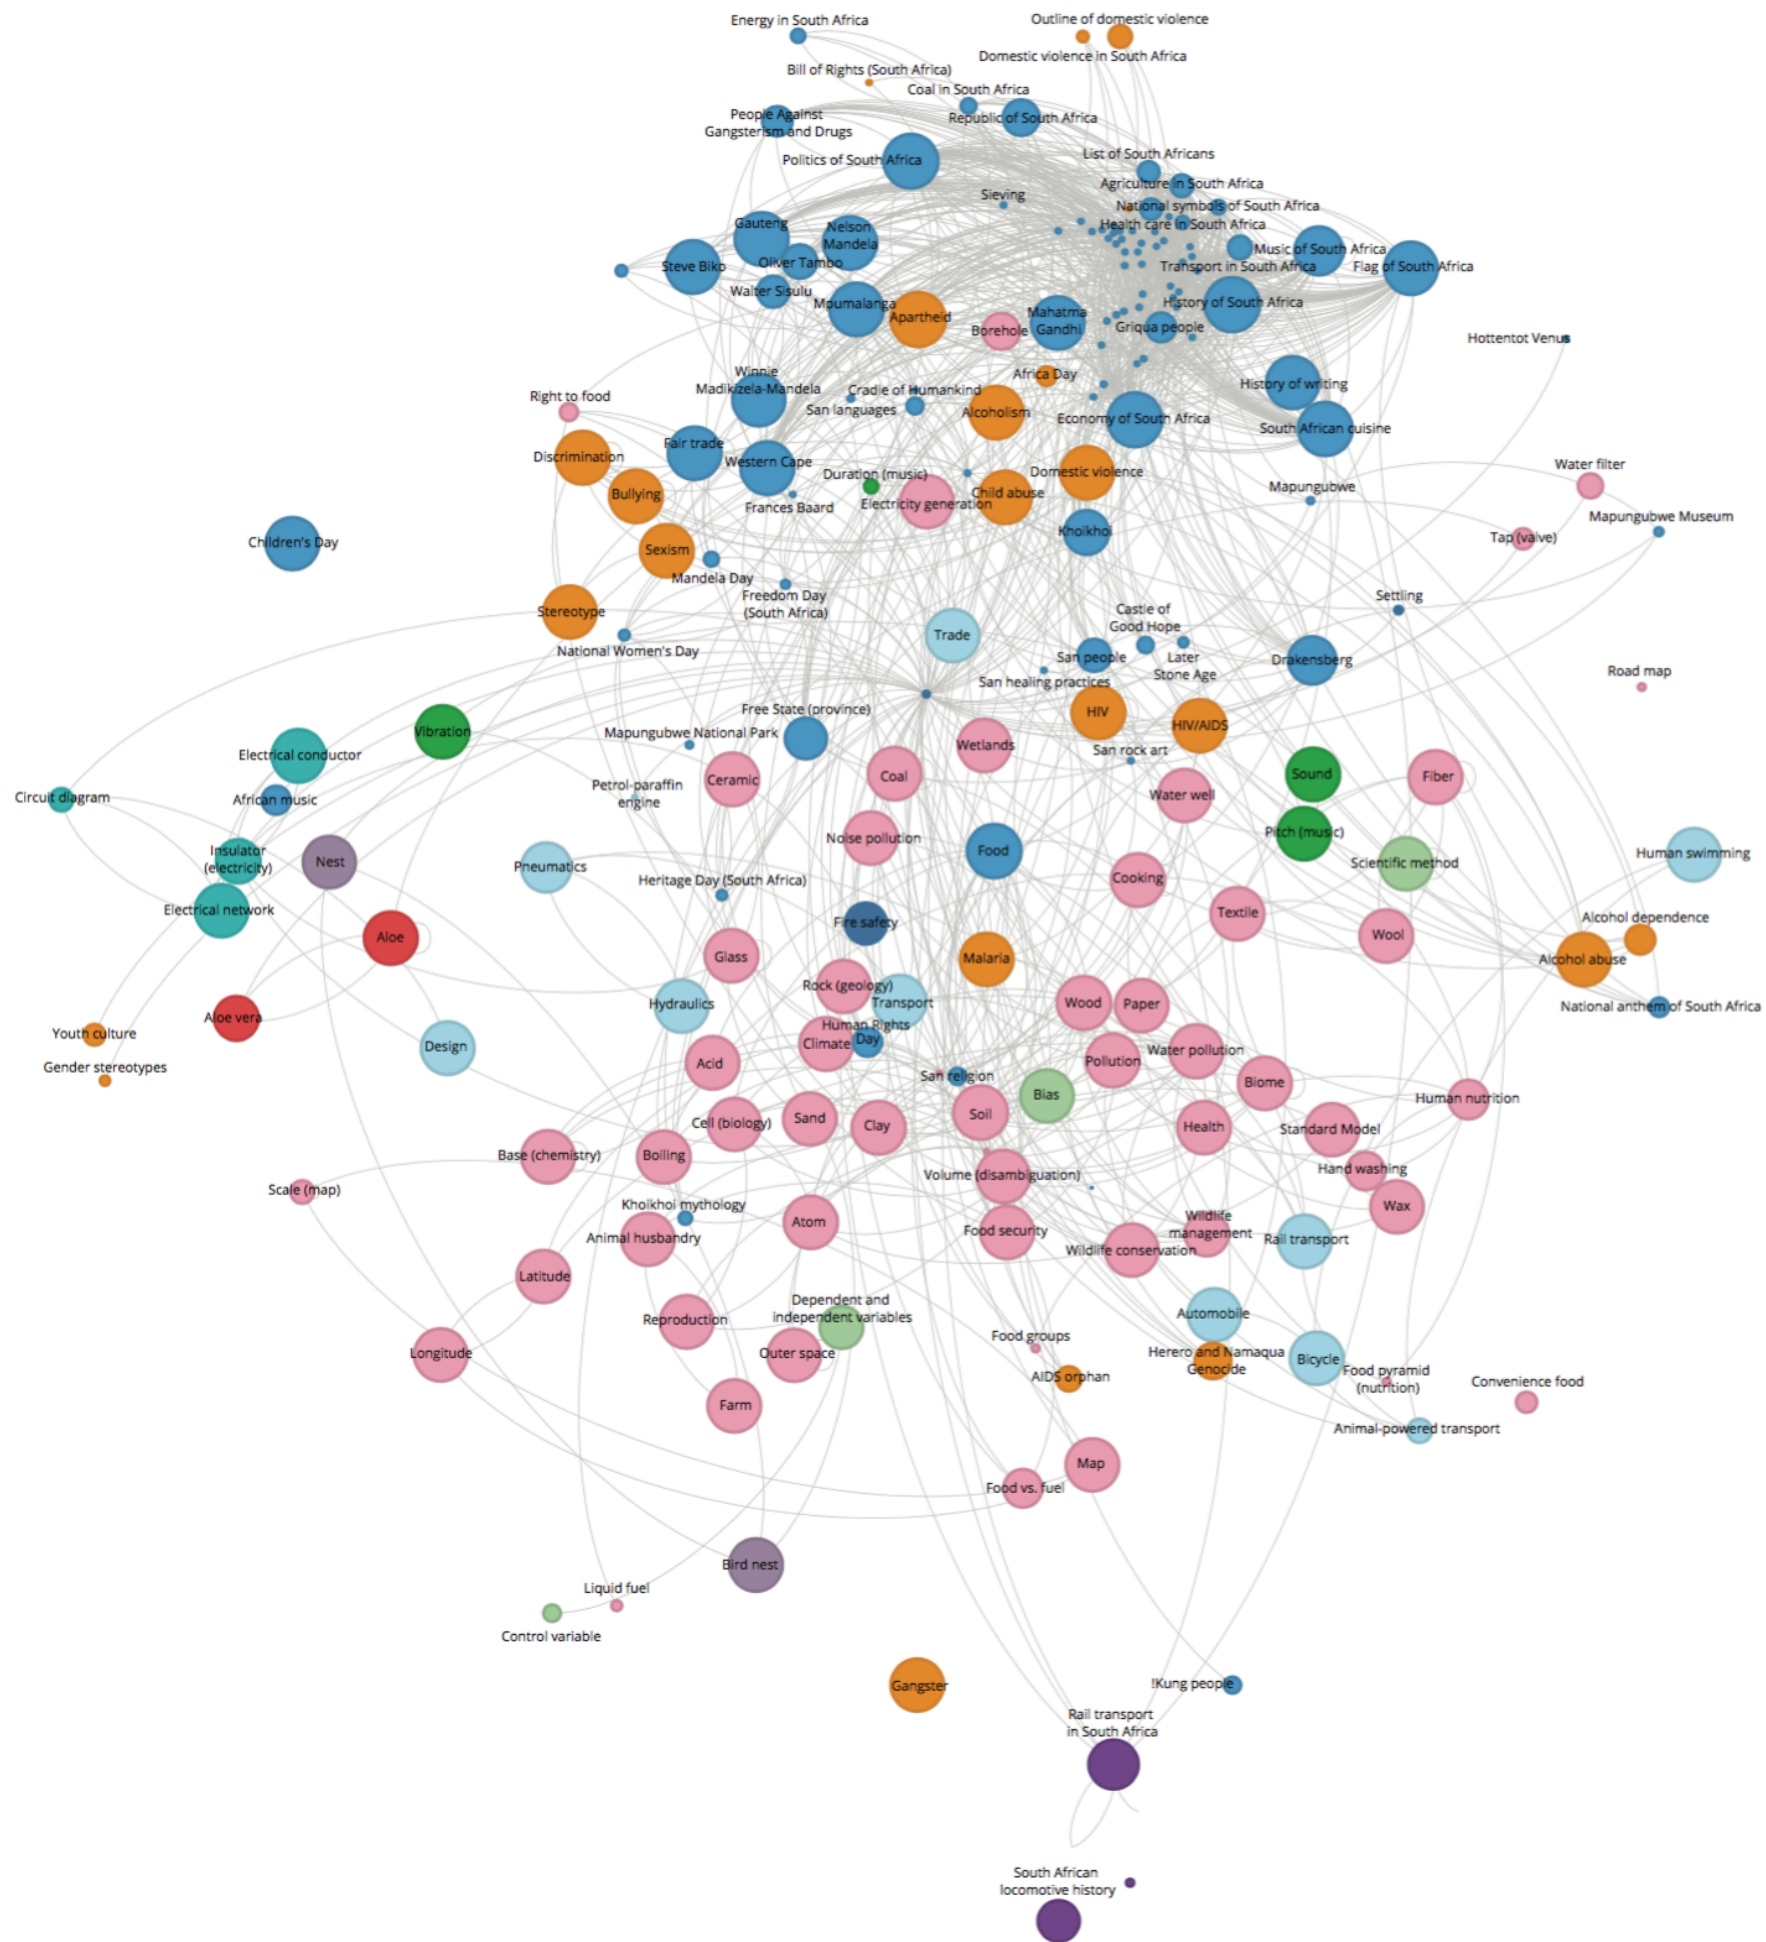 Energy in South Africa
Outline of domestic violence
Domestic violence in South Africa
Bill of Rights (South Africa)
Coal in South Africa
People Against
Gangsterism and Drugs
Republic of South Africa
Politics of South Africa
List of South Africans
Agriculture in South Africa
Sieving
National symbols of South Africa
Health care in South Africa
Gauteng
Nelson
Mandela
Music of South Africa
Steve Biko
Oliver Tambo
Transport in South Africa
Flag of South Africa
Walter Sisulu
Mpumalanga
History of South Africa
Apartheid
Borehole
Mahatma
Gandhi
Griqua people
Hottentot Venus
Winnie
Madikizela-Mandela
Africa Day
Cradle of Humankind
History of writing
Right to food
San languages
Alcoholism
Economy of South Africa
South African cuisine
Discrimination
Fair trade
Western Cape
Duration (music)
Domestic violence
Water filter
Bullying
Frances Baard
Electricity generation
Child abuse
Mapungubwe
Mapungubwe Museum
Children's Day
Khoikhoi
Tap (valve)
Sexism
Mandela Day
Freedom Day
(South Africa)
Settling
Stereotype
Castle of
Good Hope
National Women's Day
Trade
San people
Later
Stone Age
Drakensberg
San healing practices
Road map
Free State (province)
HIV
HIV/AIDS
Vibration
Mapungubwe National Park
Wetlands
San rock art
Electrical conductor
Ceramic
Coal
Sound
Fiber
Circuit diagram
African music
Petrol-paraffin
engine
Water well
Noise pollution
Pitch (music)
Insulator
(electricity)
Nest
Pneumatics
Food
Scientific method
Human swimming
Heritage Day (South Africa)
Cooking
Electrical network
Fire safety
Textile
Alcohol dependence
Aloe
Wool
Glass
Malaria
Alcohol abuse
Rock (geology)
Hydraulics
Transport
Wood
Paper
National anthem of South Africa
Aloe vera
Youth culture
Human Rights
Day
Design
Climate
Water pollution
Gender stereotypes
Acid
Pollution
San religion
Biome
Bias
Human nutrition
Cell (biology)
Sand
Clay
Soil
Health
Standard Model
Base (chemistry)
Boiling
Volume (disambiguation)
Hand washing
Scale (map)
Khoikhoi mythology
Wax
Animal husbandry
Atom
Food security
Wildlife
management
Wildlife conservation
Rail transport
Latitude
Dependent and
independent variables
Automobile
Reproduction
Food groups
Longitude
Outer space
Herero and Namaqua
Genocide
Bicycle
AIDS orphan
Food pyramid
(nutrition)
Convenience food
Farm
Animal-powered transport
Map
Food vs. fuel
Bird nest
Liquid fuel
Control variable
Gangster
!Kung people
Rail transport
in South Africa
South African
locomotive history